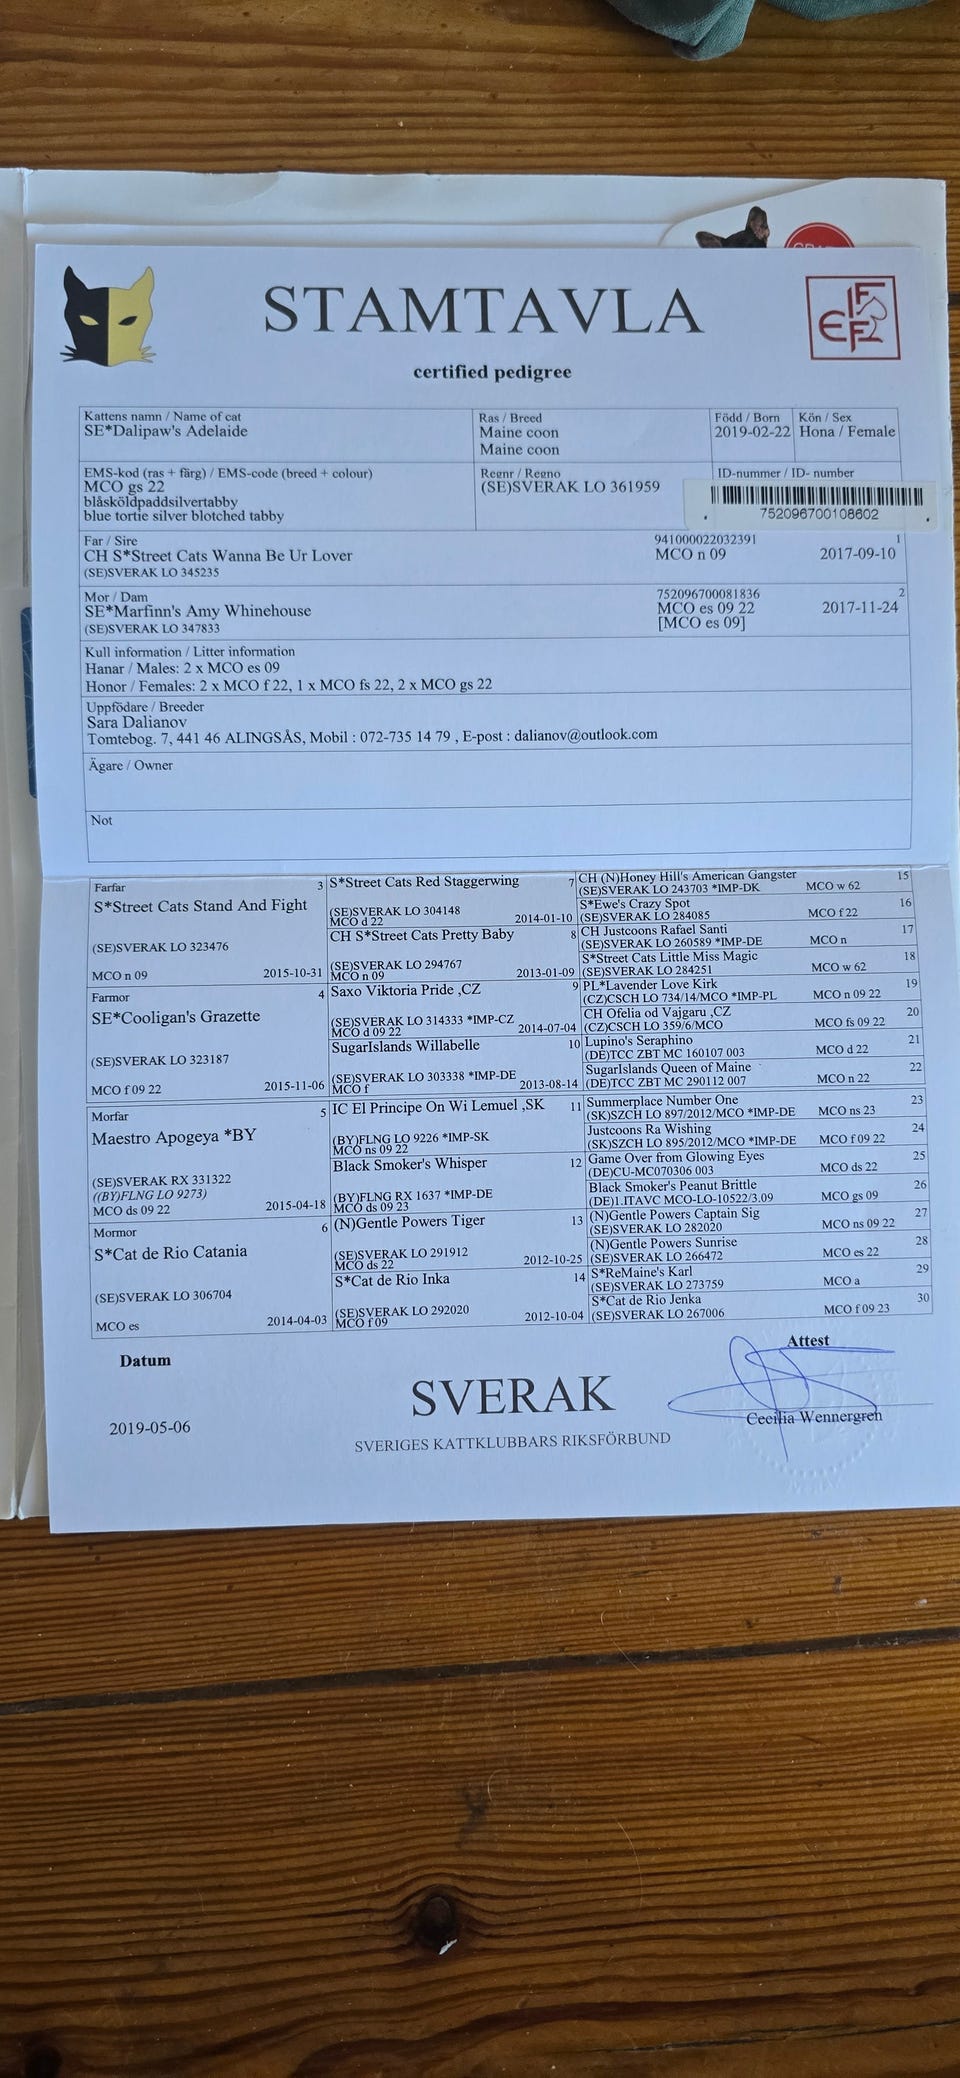 STAMTAVLA
FIFe
certified pedigree
Kattens namn / Name of cat
SE*Dalipaw's Adelaide
Ras / Breed
Maine coon
Maine coon
Född / Born
2019-02-22
Kön / Sex
Hona / Female
EMS-kod (ras + färg) / EMS-code (breed + colour)
MCO gs 22
blåsköldpaddsilvertabby
blue tortie silver blotched tabby
Regnr / Regno
(SE)SVERAK LO 361959
ID-nummer / ID- number
752096700108602
Far / Sire
CH S*Street Cats Wanna Be Ur Lover
(SE)SVERAK LO 345235
941000022032391
MCO n 09
1
2017-09-10
Mor / Dam
SE*Marfinn's Amy Whinehouse
(SE)SVERAK LO 347833
752096700081836
MCO es 09 22
[MCO es 09]
2
2017-11-24
Kull information / Litter information
Hanar / Males: 2 x MCO es 09
Honor / Females: 2 x MCO f 22, 1 x MCO fs 22, 2 x MCO gs 22
Uppfödare / Breeder
Sara Dalianov
Tomtebog. 7, 441 46 ALINGSÅS, Mobil : 072-735 14 79 , E-post : dalianov@outlook.com
Ägare / Owner
Not
Farfar 3
S*Street Cats Stand And Fight
(SE)SVERAK LO 323476
MCO n 09 2015-10-31
Farmor 4
SE*Cooligan's Grazette
(SE)SVERAK LO 323187
MCO f 09 22 2015-11-06
Morfar 5
Maestro Apogeya *BY
(SE)SVERAK RX 331322
((BY)FLNG LO 9273)
MCO ds 09 22 2015-04-18
Mormor 6
S*Cat de Rio Catania
(SE)SVERAK LO 306704
MCO es 2014-04-03
S*Street Cats Red Staggerwing 7
(SE)SVERAK LO 304148
MCO d 22 2014-01-10
CH S*Street Cats Pretty Baby 8
(SE)SVERAK LO 294767
MCO n 09 2013-01-09
Saxo Viktoria Pride ,CZ 9
(SE)SVERAK LO 314333 *IMP-CZ
MCO d 09 22 2014-07-04
SugarIslands Willabelle 10
(SE)SVERAK LO 303338 *IMP-DE
MCO f 2013-08-14
IC El Principe On Wi Lemuel ,SK 11
(BY)FLNG LO 9226 *IMP-SK
MCO ns 09 22
Black Smoker's Whisper 12
(BY)FLNG RX 1637 *IMP-DE
MCO ds 09 23
(N)Gentle Powers Tiger 13
(SE)SVERAK LO 291912
MCO ds 22 2012-10-25
S*Cat de Rio Inka 14
(SE)SVERAK LO 292020
MCO f 09 2012-10-04
CH (N)Honey Hill's American Gangster 15
(SE)SVERAK LO 243703 *IMP-DK MCO w 62
S*Ewe's Crazy Spot 16
(SE)SVERAK LO 284085 MCO f 22
CH Justcoons Rafael Santi 17
(SE)SVERAK LO 260589 *IMP-DE MCO n
S*Street Cats Little Miss Magic 18
(SE)SVERAK LO 284251 MCO w 62
PL*Lavender Love Kirk 19
(CZ)CSCH LO 734/14/MCO *IMP-PL MCO n 09 22
CH Ofelia od Vajgaru ,CZ 20
(CZ)CSCH LO 359/6/MCO MCO fs 09 22
Lupino's Seraphino 21
(DE)TCC ZBT MC 160107 003 MCO d 22
SugarIslands Queen of Maine 22
(DE)TCC ZBT MC 290112 007 MCO n 22
Summerplace Number One 23
(SK)SZCH LO 897/2012/MCO *IMP-DE MCO ns 23
Justcoons Ra Wishing 24
(SK)SZCH LO 895/2012/MCO *IMP-DE MCO f 09 22
Game Over from Glowing Eyes 25
(DE)CU-MC070306 003 MCO ds 22
Black Smoker's Peanut Brittle 26
(DE)1.ITAVC MCO-LO-10522/3.09 MCO gs 09
(N)Gentle Powers Captain Sig 27
(SE)SVERAK LO 282020 MCO ns 09 22
(N)Gentle Powers Sunrise 28
(SE)SVERAK LO 266472 MCO es 22
S*ReMaine's Karl 29
(SE)SVERAK LO 273759 MCO a
S*Cat de Rio Jenka 30
(SE)SVERAK LO 267006 MCO f 09 23
Datum
2019-05-06
SVERAK
SVERIGES KATTKLUBBARS RIKSFÖRBUND
Attest
Cecilia Wennergren